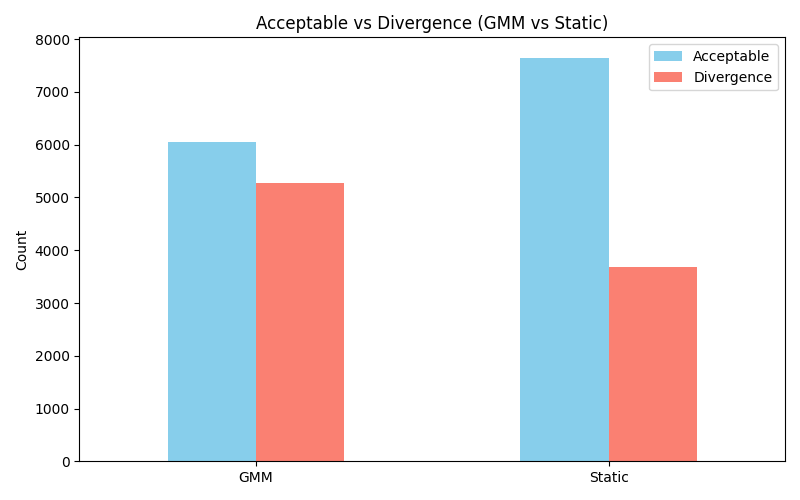 Acceptable vs Divergence (GMM vs Static)
Acceptable
Divergence
Count
8000
7000
6000
5000
4000
3000
2000
1000
0
GMM
Static